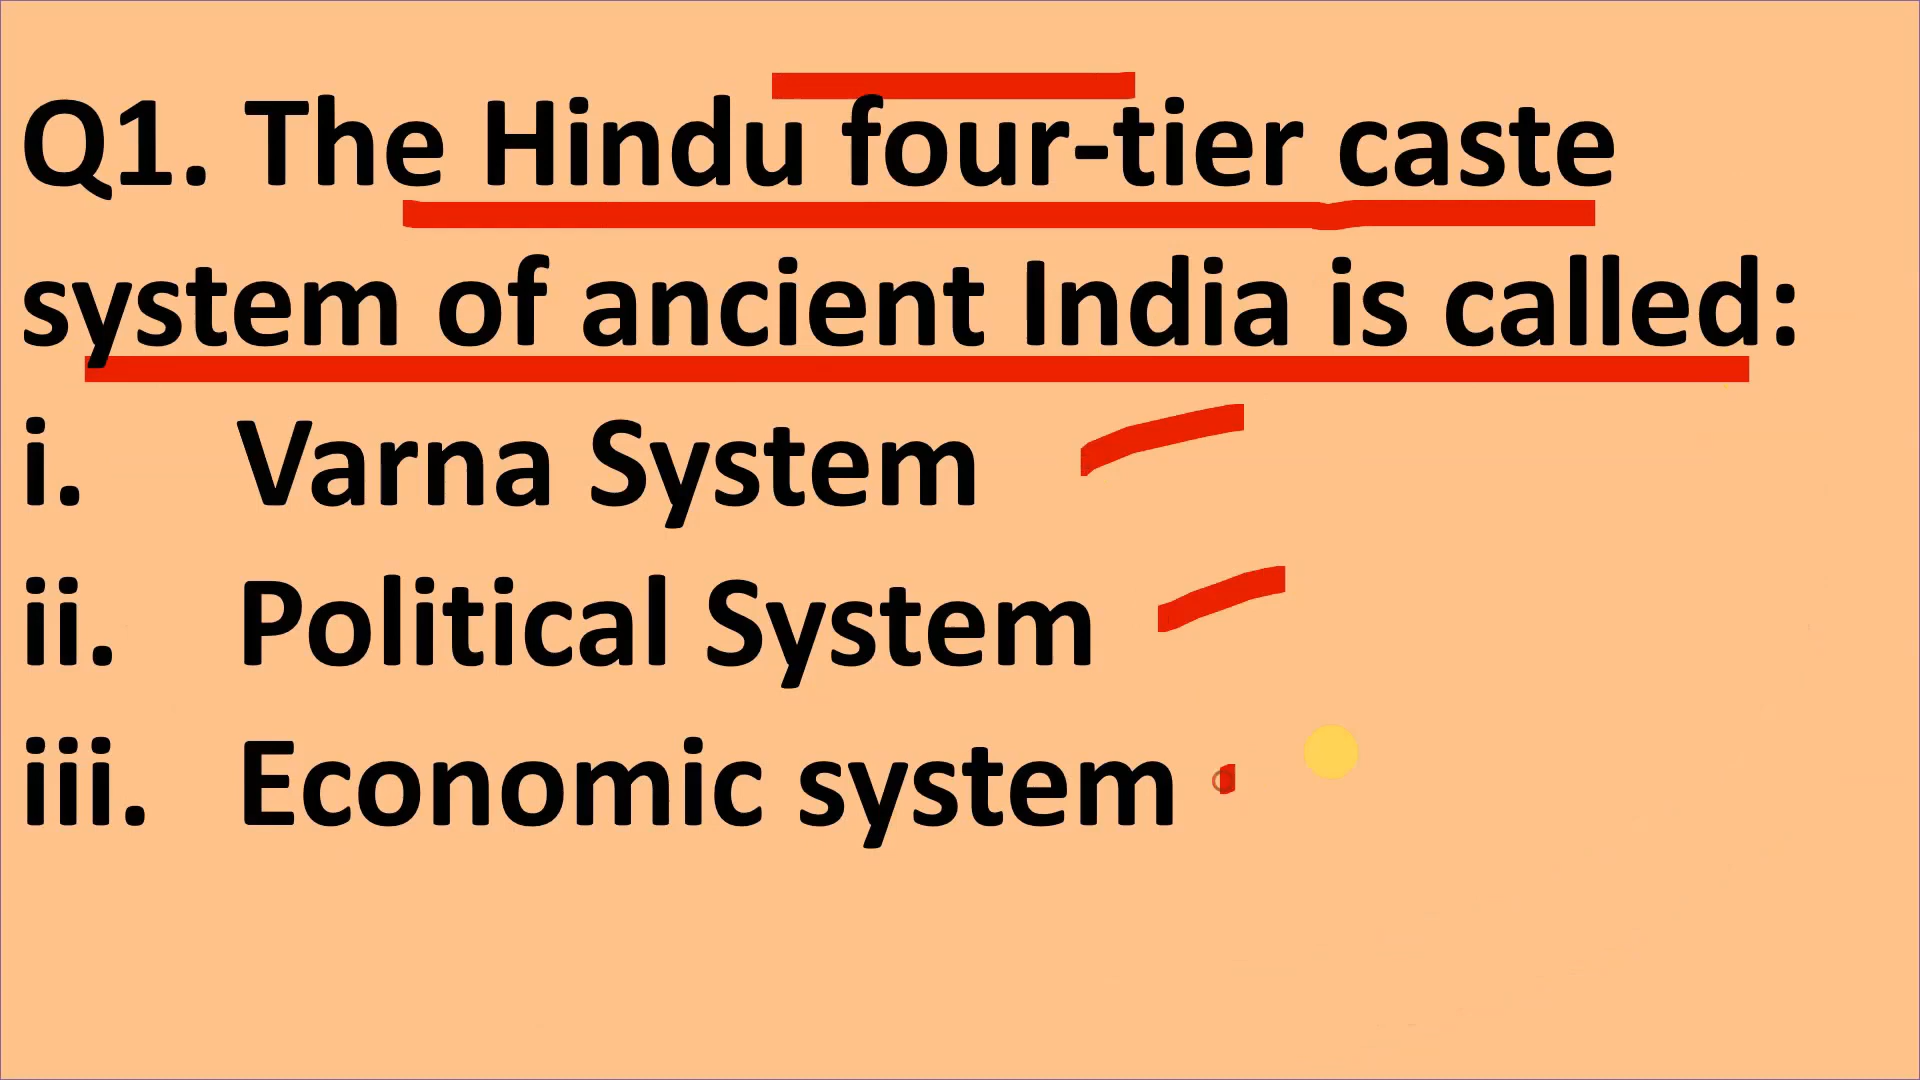 Q1. The Hindu four-tier caste
system of ancient India is called:
i. Varna System
ii. Political System
iii. Economic system